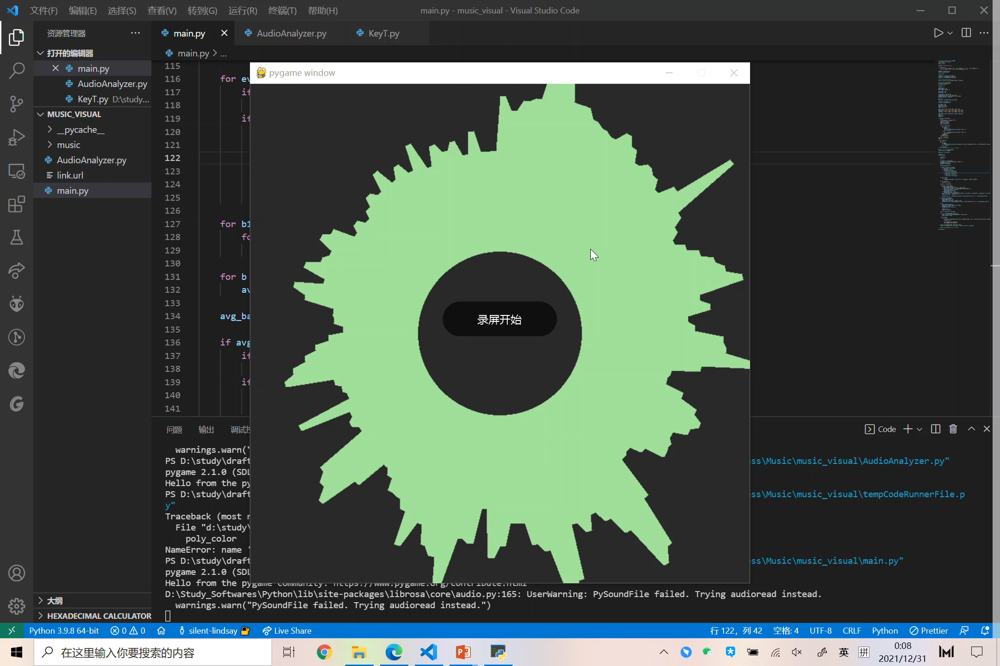 文件(F) 编辑(E) 选择(S) 查看(V) 转到(G) 运行(R) 终端(T) 帮助(H) main.py - music_visual - Visual Studio Code
资源管理器
main.py AudioAnalyzer.py KeyT.py
打开的编辑器
main.py
AudioAnalyzer.py
KeyT.py D:\study...
MUSIC_VISUAL
__pycache__
music
AudioAnalyzer.py
link.url
main.py
大纲
HEXADECIMAL CALCULATOR
main.py > ...
115
116 for ev
117 if
118
119 if
120
121
122
123
124
125
126
127 for b1
128 fo
129
130
131 for b
132 av
133
134 avg_ba
135
136 if avg
137 if
138
139 if
140
141
pygame window
录屏开始
问题 输出 调试控 Code
warnings.warn("
PS D:\study\draft ss\Music\music_visual\AudioAnalyzer.py"
pygame 2.1.0 (SDL
Hello from the py
PS D:\study\draft ss\Music\music_visual\tempCodeRunnerFile.p
y"
Traceback (most r
File "d:\study\
poly_color
NameError: name '
PS D:\study\draft ss\Music\music_visual\main.py"
pygame 2.1.0 (SDL
Hello from the pygame community. https://www.pygame.org/contribute.html
D:\Study_Softwares\Python\lib\site-packages\librosa\core\audio.py:165: UserWarning: PySoundFile failed. Trying audioread instead.
warnings.warn("PySoundFile failed. Trying audioread instead.")
Python 3.9.8 64-bit 0 0 silent-lindsay Live Share 行 122，列 42 空格: 4 UTF-8 CRLF Python Prettier
在这里输入你要搜索的内容
英 拼
0:08
2021/12/31